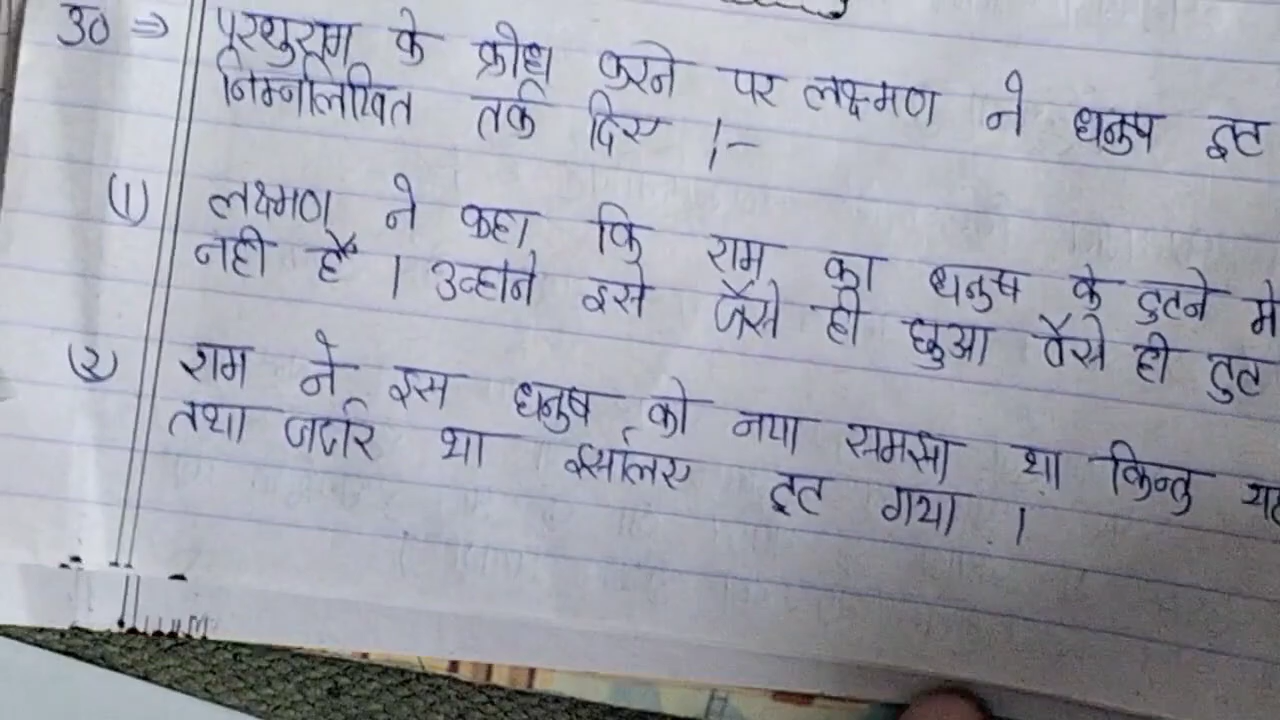 उ० ⇒ परशुराम के क्रोध करने पर लक्ष्मण ने धनुष टूट
निम्नलिखित तर्क दिए ।-
(1) लक्ष्मण ने कहा कि राम का धनुष के टुटने में
नही हैं । उन्होंने इसे जैसे ही छुआ वैसे ही टुट
(2) राम ने इस धनुष को नया समझा था किन्तु यह
तथा जर्जर था इसलिए टूट गया ।